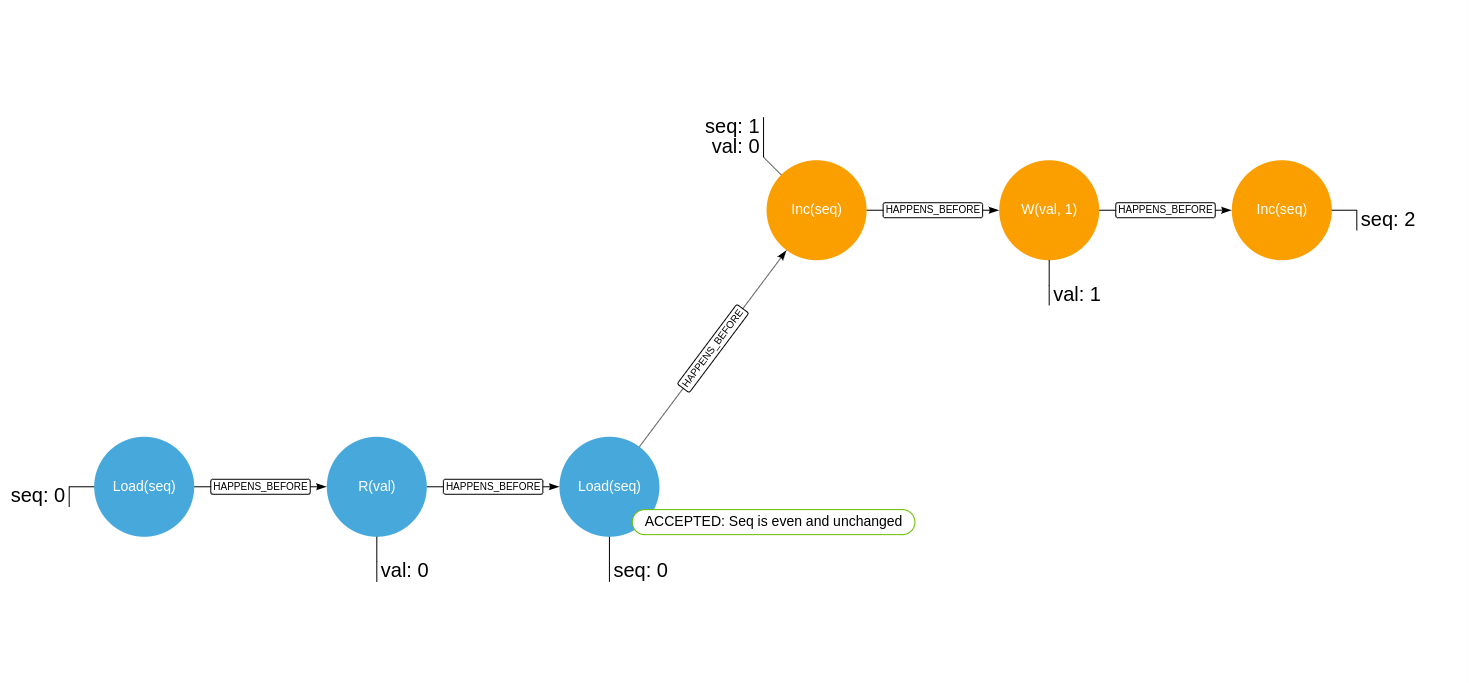 seq: 1
val: 0
Inc(seq)
HAPPENS_BEFORE
W(val, 1)
HAPPENS_BEFORE
Inc(seq)
seq: 2
val: 1
HAPPENS_BEFORE
seq: 0
Load(seq)
HAPPENS_BEFORE
R(val)
HAPPENS_BEFORE
Load(seq)
ACCEPTED: Seq is even and unchanged
val: 0
seq: 0